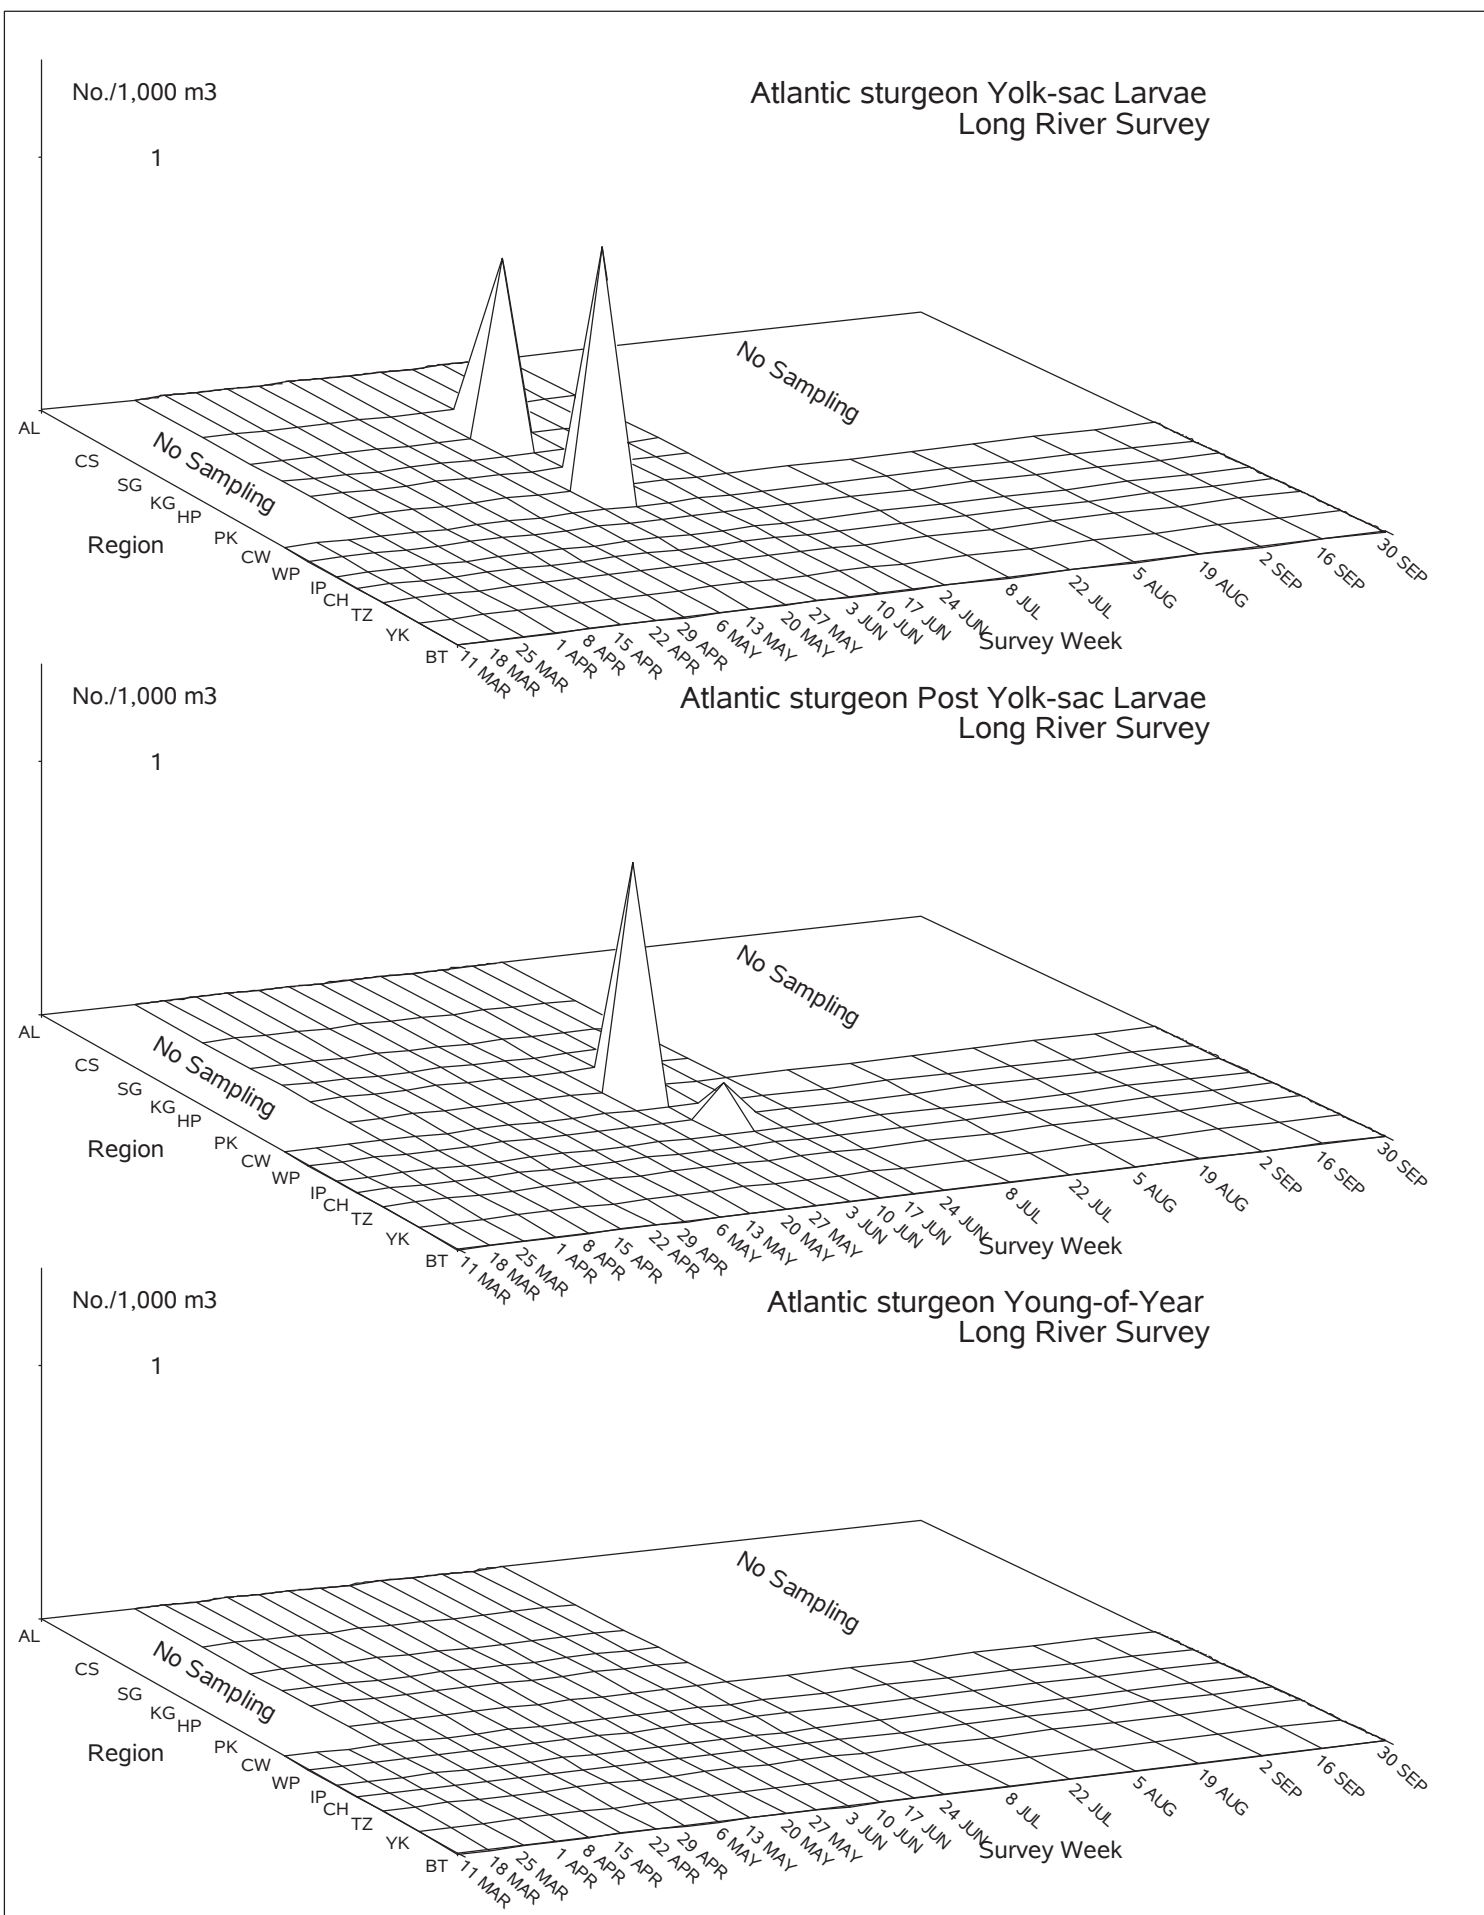 No./1,000 m3
Atlantic sturgeon Yolk-sac Larvae
Long River Survey
1
No Sampling
AL
No Sampling
CS
SG
KG
HP
PK
CW
WP
IP
CH
TZ
YK
BT
Region
11 MAR
18 MAR
25 MAR
1 APR
8 APR
15 APR
22 APR
29 APR
6 MAY
13 MAY
20 MAY
27 MAY
3 JUN
10 JUN
17 JUN
24 JUN
8 JUL
22 JUL
5 AUG
19 AUG
2 SEP
16 SEP
30 SEP
Survey Week
No./1,000 m3
Atlantic sturgeon Post Yolk-sac Larvae
Long River Survey
1
No Sampling
AL
No Sampling
CS
SG
KG
HP
PK
CW
WP
IP
CH
TZ
YK
BT
Region
11 MAR
18 MAR
25 MAR
1 APR
8 APR
15 APR
22 APR
29 APR
6 MAY
13 MAY
20 MAY
27 MAY
3 JUN
10 JUN
17 JUN
24 JUN
8 JUL
22 JUL
5 AUG
19 AUG
2 SEP
16 SEP
30 SEP
Survey Week
No./1,000 m3
Atlantic sturgeon Young-of-Year
Long River Survey
1
No Sampling
AL
No Sampling
CS
SG
KG
HP
PK
CW
WP
IP
CH
TZ
YK
BT
Region
11 MAR
18 MAR
25 MAR
1 APR
8 APR
15 APR
22 APR
29 APR
6 MAY
13 MAY
20 MAY
27 MAY
3 JUN
10 JUN
17 JUN
24 JUN
8 JUL
22 JUL
5 AUG
19 AUG
2 SEP
16 SEP
30 SEP
Survey Week